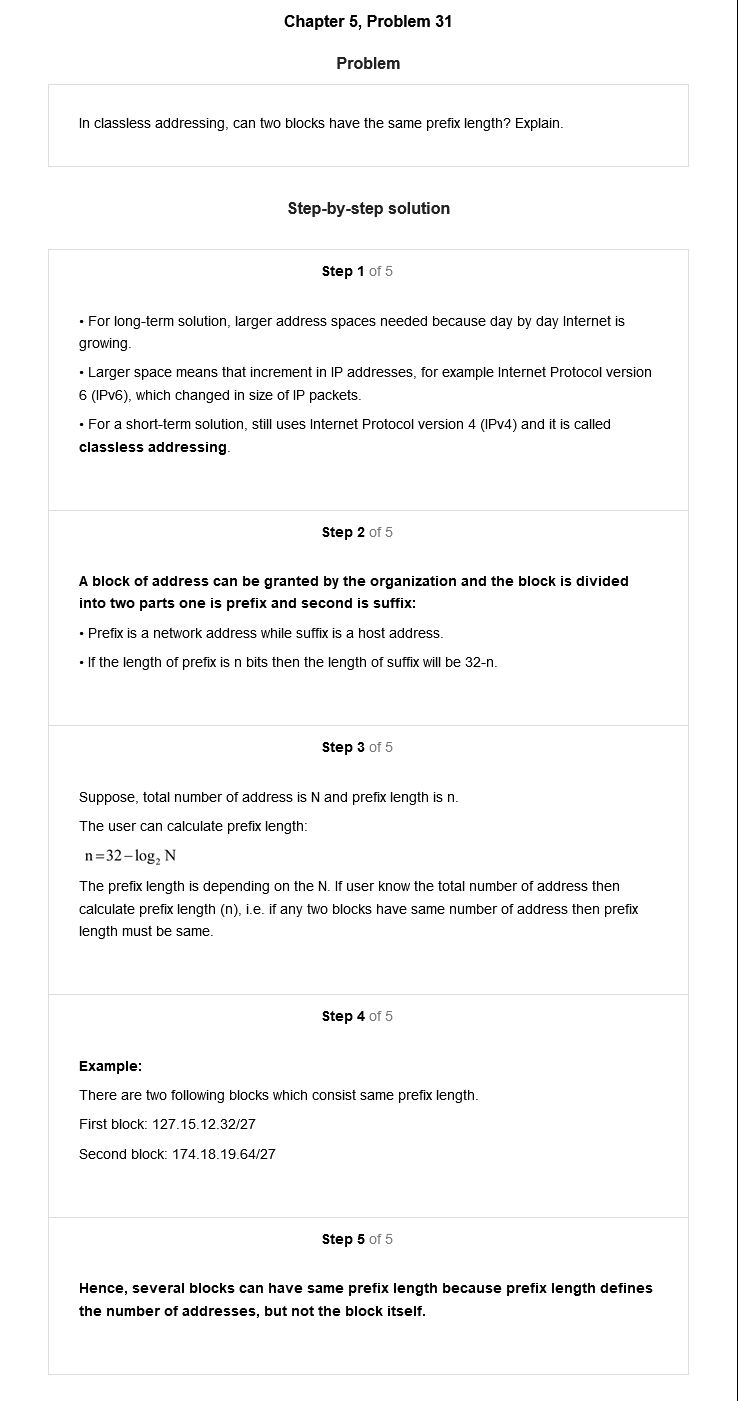 Chapter 5, Problem 31
Problem
In classless addressing, can two blocks have the same prefix length? Explain.
Step-by-step solution
Step 1 of 5
• For long-term solution, larger address spaces needed because day by day Internet is
growing.
• Larger space means that increment in IP addresses, for example Internet Protocol version
6 (IPv6), which changed in size of IP packets.
• For a short-term solution, still uses Internet Protocol version 4 (IPv4) and it is called
classless addressing.
Step 2 of 5
A block of address can be granted by the organization and the block is divided
into two parts one is prefix and second is suffix:
• Prefix is a network address while suffix is a host address.
• If the length of prefix is n bits then the length of suffix will be 32-n.
Step 3 of 5
Suppose, total number of address is N and prefix length is n.
The user can calculate prefix length:
n=32−log₂ N
The prefix length is depending on the N. If user know the total number of address then
calculate prefix length (n), i.e. if any two blocks have same number of address then prefix
length must be same.
Step 4 of 5
Example:
There are two following blocks which consist same prefix length.
First block: 127.15.12.32/27
Second block: 174.18.19.64/27
Step 5 of 5
Hence, several blocks can have same prefix length because prefix length defines
the number of addresses, but not the block itself.